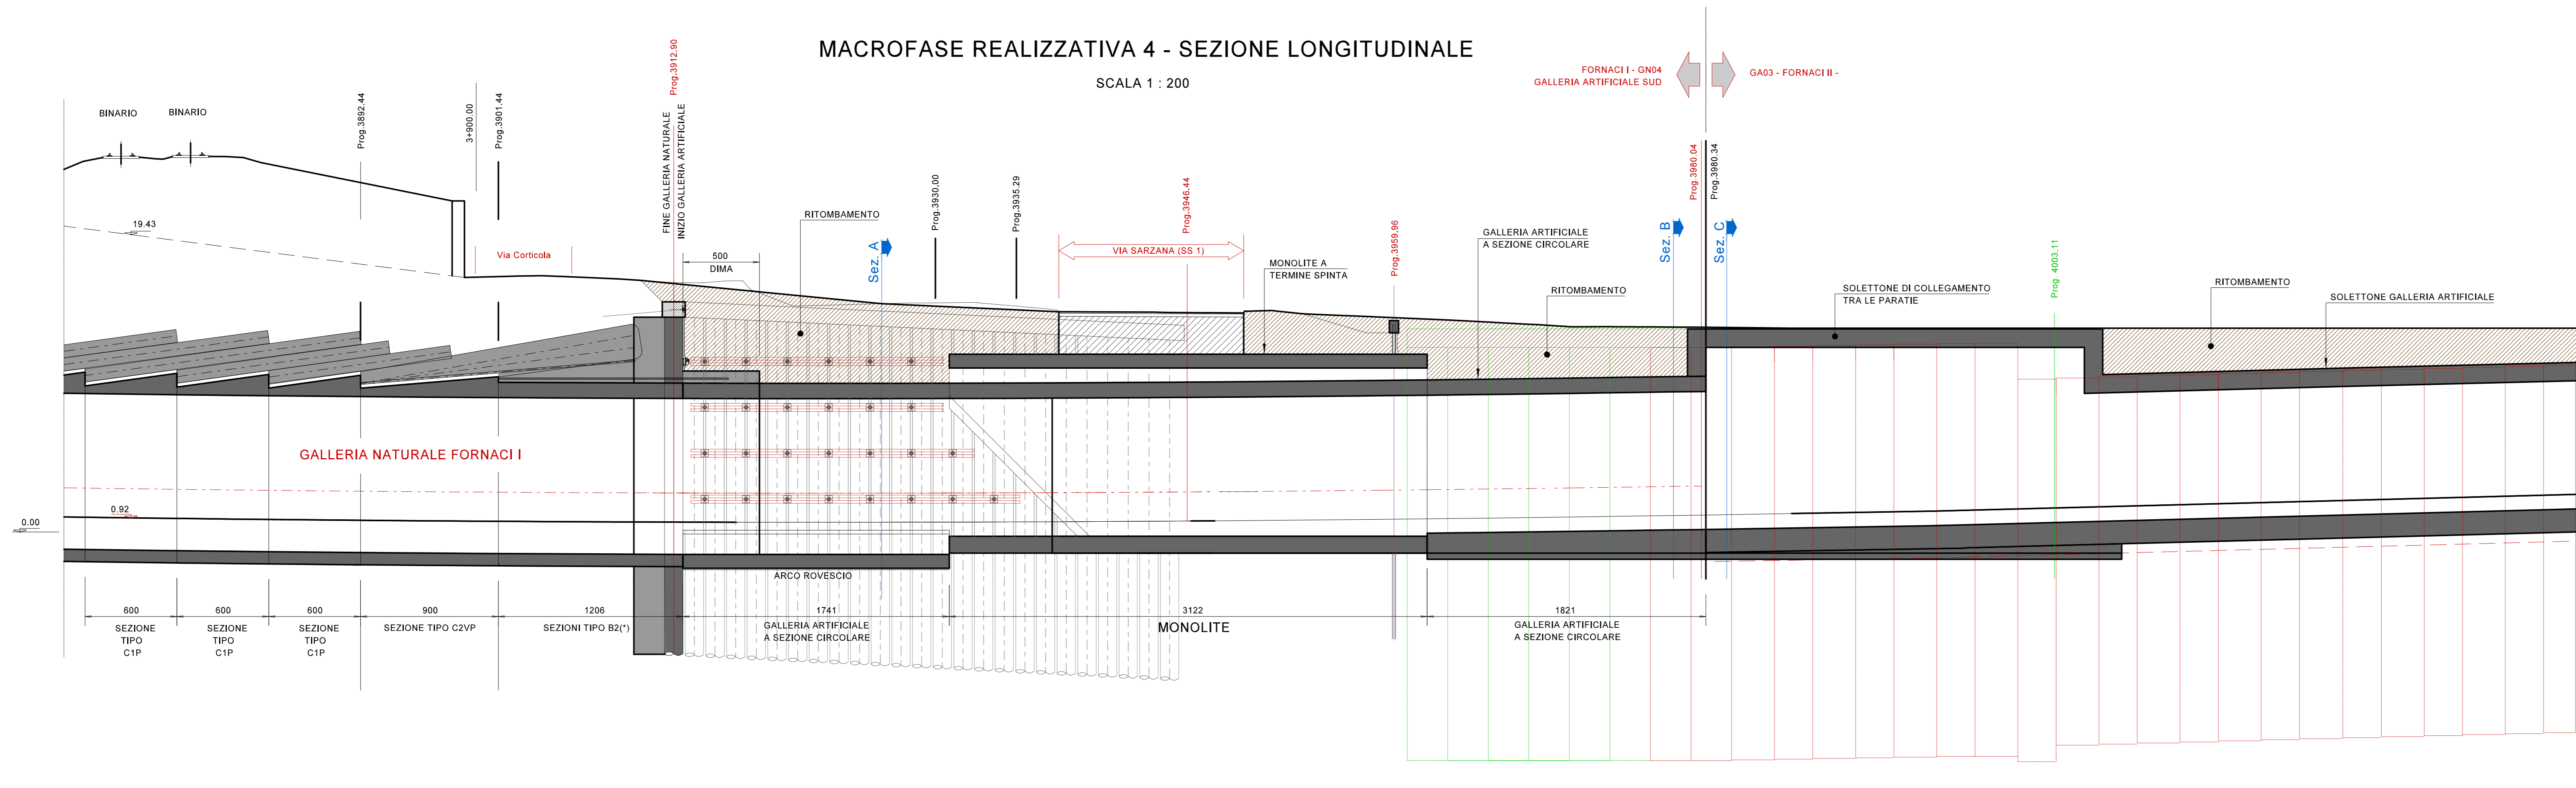 MACROFASE REALIZZATIVA 4 - SEZIONE LONGITUDINALE
SCALA 1 : 200
FORNACI I - GN04
GALLERIA ARTIFICIALE SUD
GA03 - FORNACI II -
BINARIO
BINARIO
Prog.3892.44
3+900.00
Prog.3901.44
Prog.3912.90
FINE GALLERIA NATURALE
INIZIO GALLERIA ARTIFICIALE
Prog.3930.00
Prog.3935.29
Prog.3946.44
Prog.3959.96
Prog.3980.04
Prog.3980.34
Prog. 4003.11
19.43
Via Corticola
500
DIMA
RITOMBAMENTO
Sez. A
VIA SARZANA (SS 1)
MONOLITE A
TERMINE SPINTA
GALLERIA ARTIFICIALE
A SEZIONE CIRCOLARE
RITOMBAMENTO
Sez. B
Sez. C
SOLETTONE DI COLLEGAMENTO
TRA LE PARATIE
RITOMBAMENTO
SOLETTONE GALLERIA ARTIFICIALE
GALLERIA NATURALE FORNACI I
0.92
0.00
ARCO ROVESCIO
600
600
600
900
1206
1741
3122
1821
SEZIONE
TIPO
C1P
SEZIONE
TIPO
C1P
SEZIONE
TIPO
C1P
SEZIONE TIPO C2VP
SEZIONI TIPO B2(*)
GALLERIA ARTIFICIALE
A SEZIONE CIRCOLARE
MONOLITE
GALLERIA ARTIFICIALE
A SEZIONE CIRCOLARE